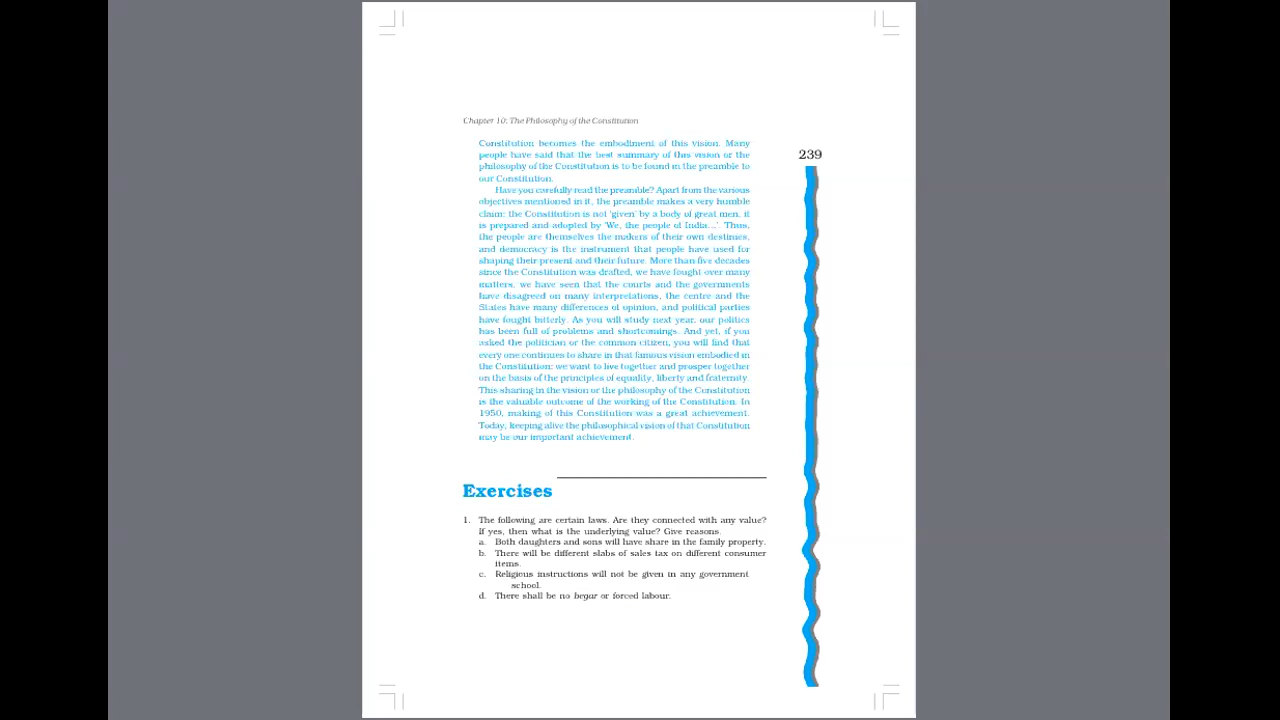 Chapter 10: The Philosophy of the Constitution
239
Constitution becomes the embodiment of this vision. Many
people have said that the best summary of this vision or the
philosophy of the Constitution is to be found in the preamble to
our Constitution.
Have you carefully read the preamble? Apart from the various
objectives mentioned in it, the preamble makes a very humble
claim: the Constitution is not 'given' by a body of great men, it
is prepared and adopted by 'We, the people of India...'. Thus,
the people are themselves the makers of their own destinies,
and democracy is the instrument that people have used for
shaping their present and their future. More than five decades
since the Constitution was drafted, we have fought over many
matters, we have seen that the courts and the governments
have disagreed on many interpretations, the centre and the
States have many differences of opinion, and political parties
have fought bitterly. As you will study next year, our politics
has been full of problems and shortcomings. And yet, if you
asked the politician or the common citizen, you will find that
every one continues to share in that famous vision embodied in
the Constitution: we want to live together and prosper together
on the basis of the principles of equality, liberty and fraternity.
This sharing in the vision or the philosophy of the Constitution
is the valuable outcome of the working of the Constitution. In
1950, making of this Constitution was a great achievement.
Today, keeping alive the philosophical vision of that Constitution
may be our important achievement.
Exercises
1. The following are certain laws. Are they connected with any value?
If yes, then what is the underlying value? Give reasons.
a. Both daughters and sons will have share in the family property.
b. There will be different slabs of sales tax on different consumer
items.
c. Religious instructions will not be given in any government
school.
d. There shall be no begar or forced labour.